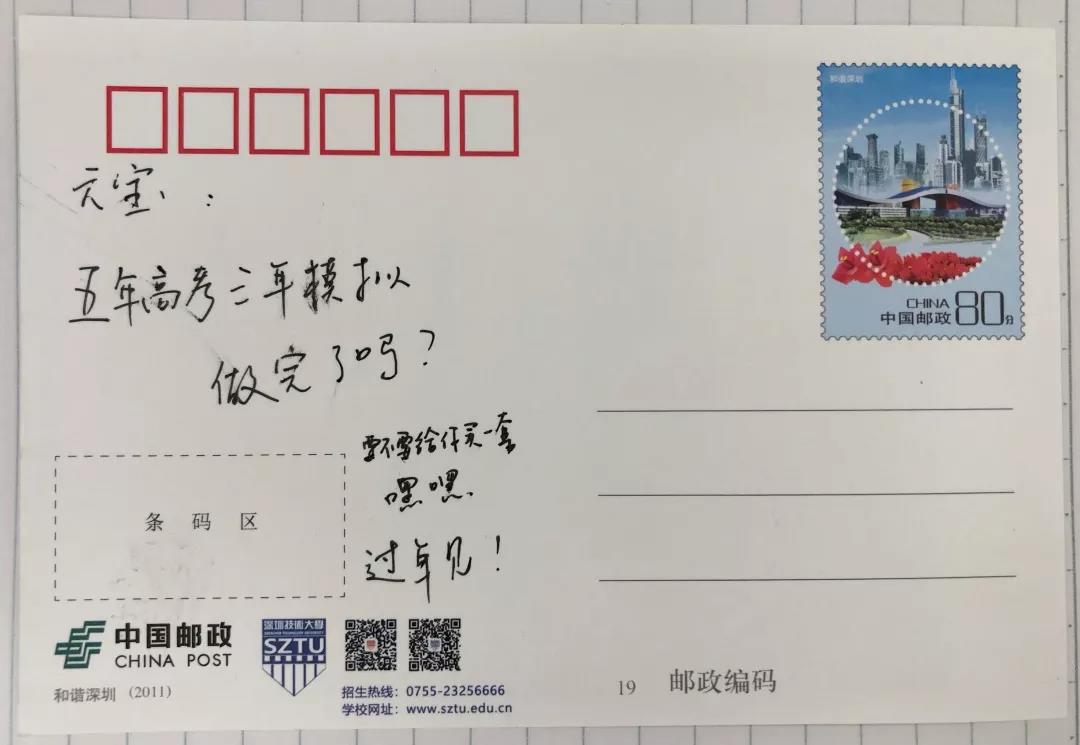 和谐深圳
CHINA
中国邮政 80分
元宝:
五年高考三年模拟
做完了吗?
要不要给你买一套
嘿嘿
过年见!
条码区
中国邮政
CHINA POST
和谐深圳 (2011)
深圳技術大學
SZTU
招生热线:0755-23256666
学校网址:www.sztu.edu.cn
19 邮政编码